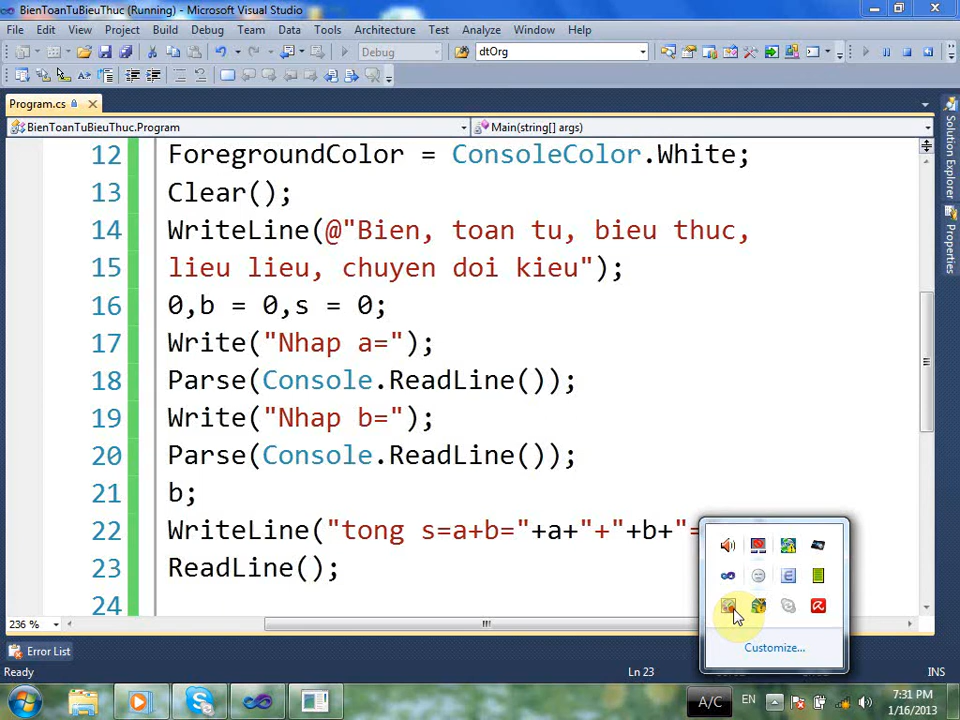 BienToanTuBieuThuc (Running) - Microsoft Visual Studio
File Edit View Project Build Debug Team Data Tools Architecture Test Analyze Window Help
Debug dtOrg
Program.cs
BienToanTuBieuThuc.Program Main(string[] args)
12 ForegroundColor = ConsoleColor.White;
13 Clear();
14 WriteLine(@"Bien, toan tu, bieu thuc,
15 lieu lieu, chuyen doi kieu");
16 0,b = 0,s = 0;
17 Write("Nhap a=");
18 Parse(Console.ReadLine());
19 Write("Nhap b=");
20 Parse(Console.ReadLine());
21 b;
22 WriteLine("tong s=a+b="+a+"+"+b+"=
23 ReadLine();
24
Solution Explorer
Properties
Customize...
236 %
Error List
Ready Ln 23 INS
A/C EN 7:31 PM
1/16/2013